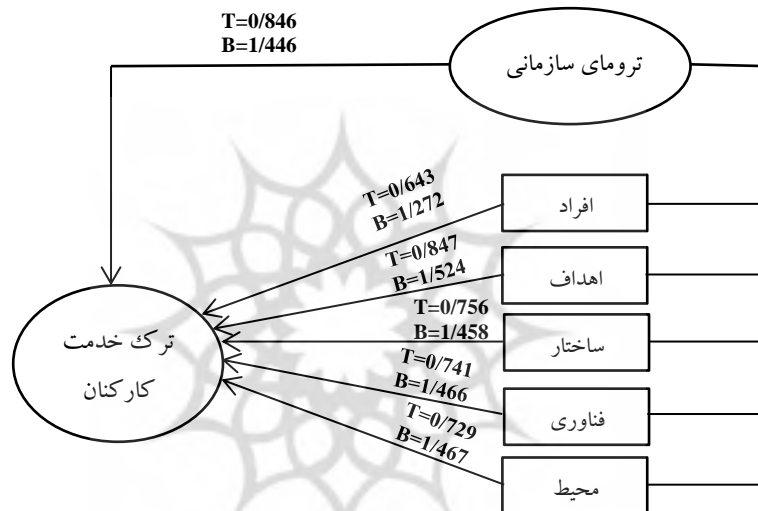 T=0/846
B=1/446
ترومای سازمانی
T=0/643
B=1/272
افراد
T=0/847
B=1/524
اهداف
T=0/756
B=1/458
ساختار
ترک خدمت
کارکنان
T=0/741
B=1/466
فناوری
T=0/729
B=1/467
محیط